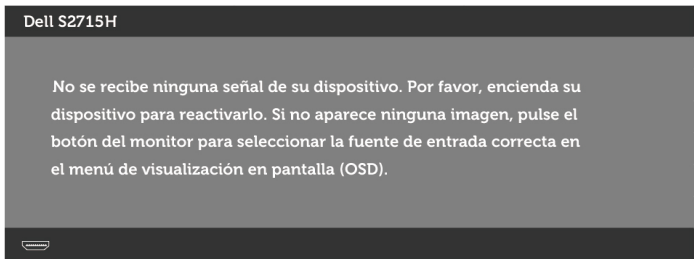 Dell S2715H
No se recibe ninguna señal de su dispositivo. Por favor, encienda su
dispositivo para reactivarlo. Si no aparece ninguna imagen, pulse el
botón del monitor para seleccionar la fuente de entrada correcta en
el menú de visualización en pantalla (OSD).